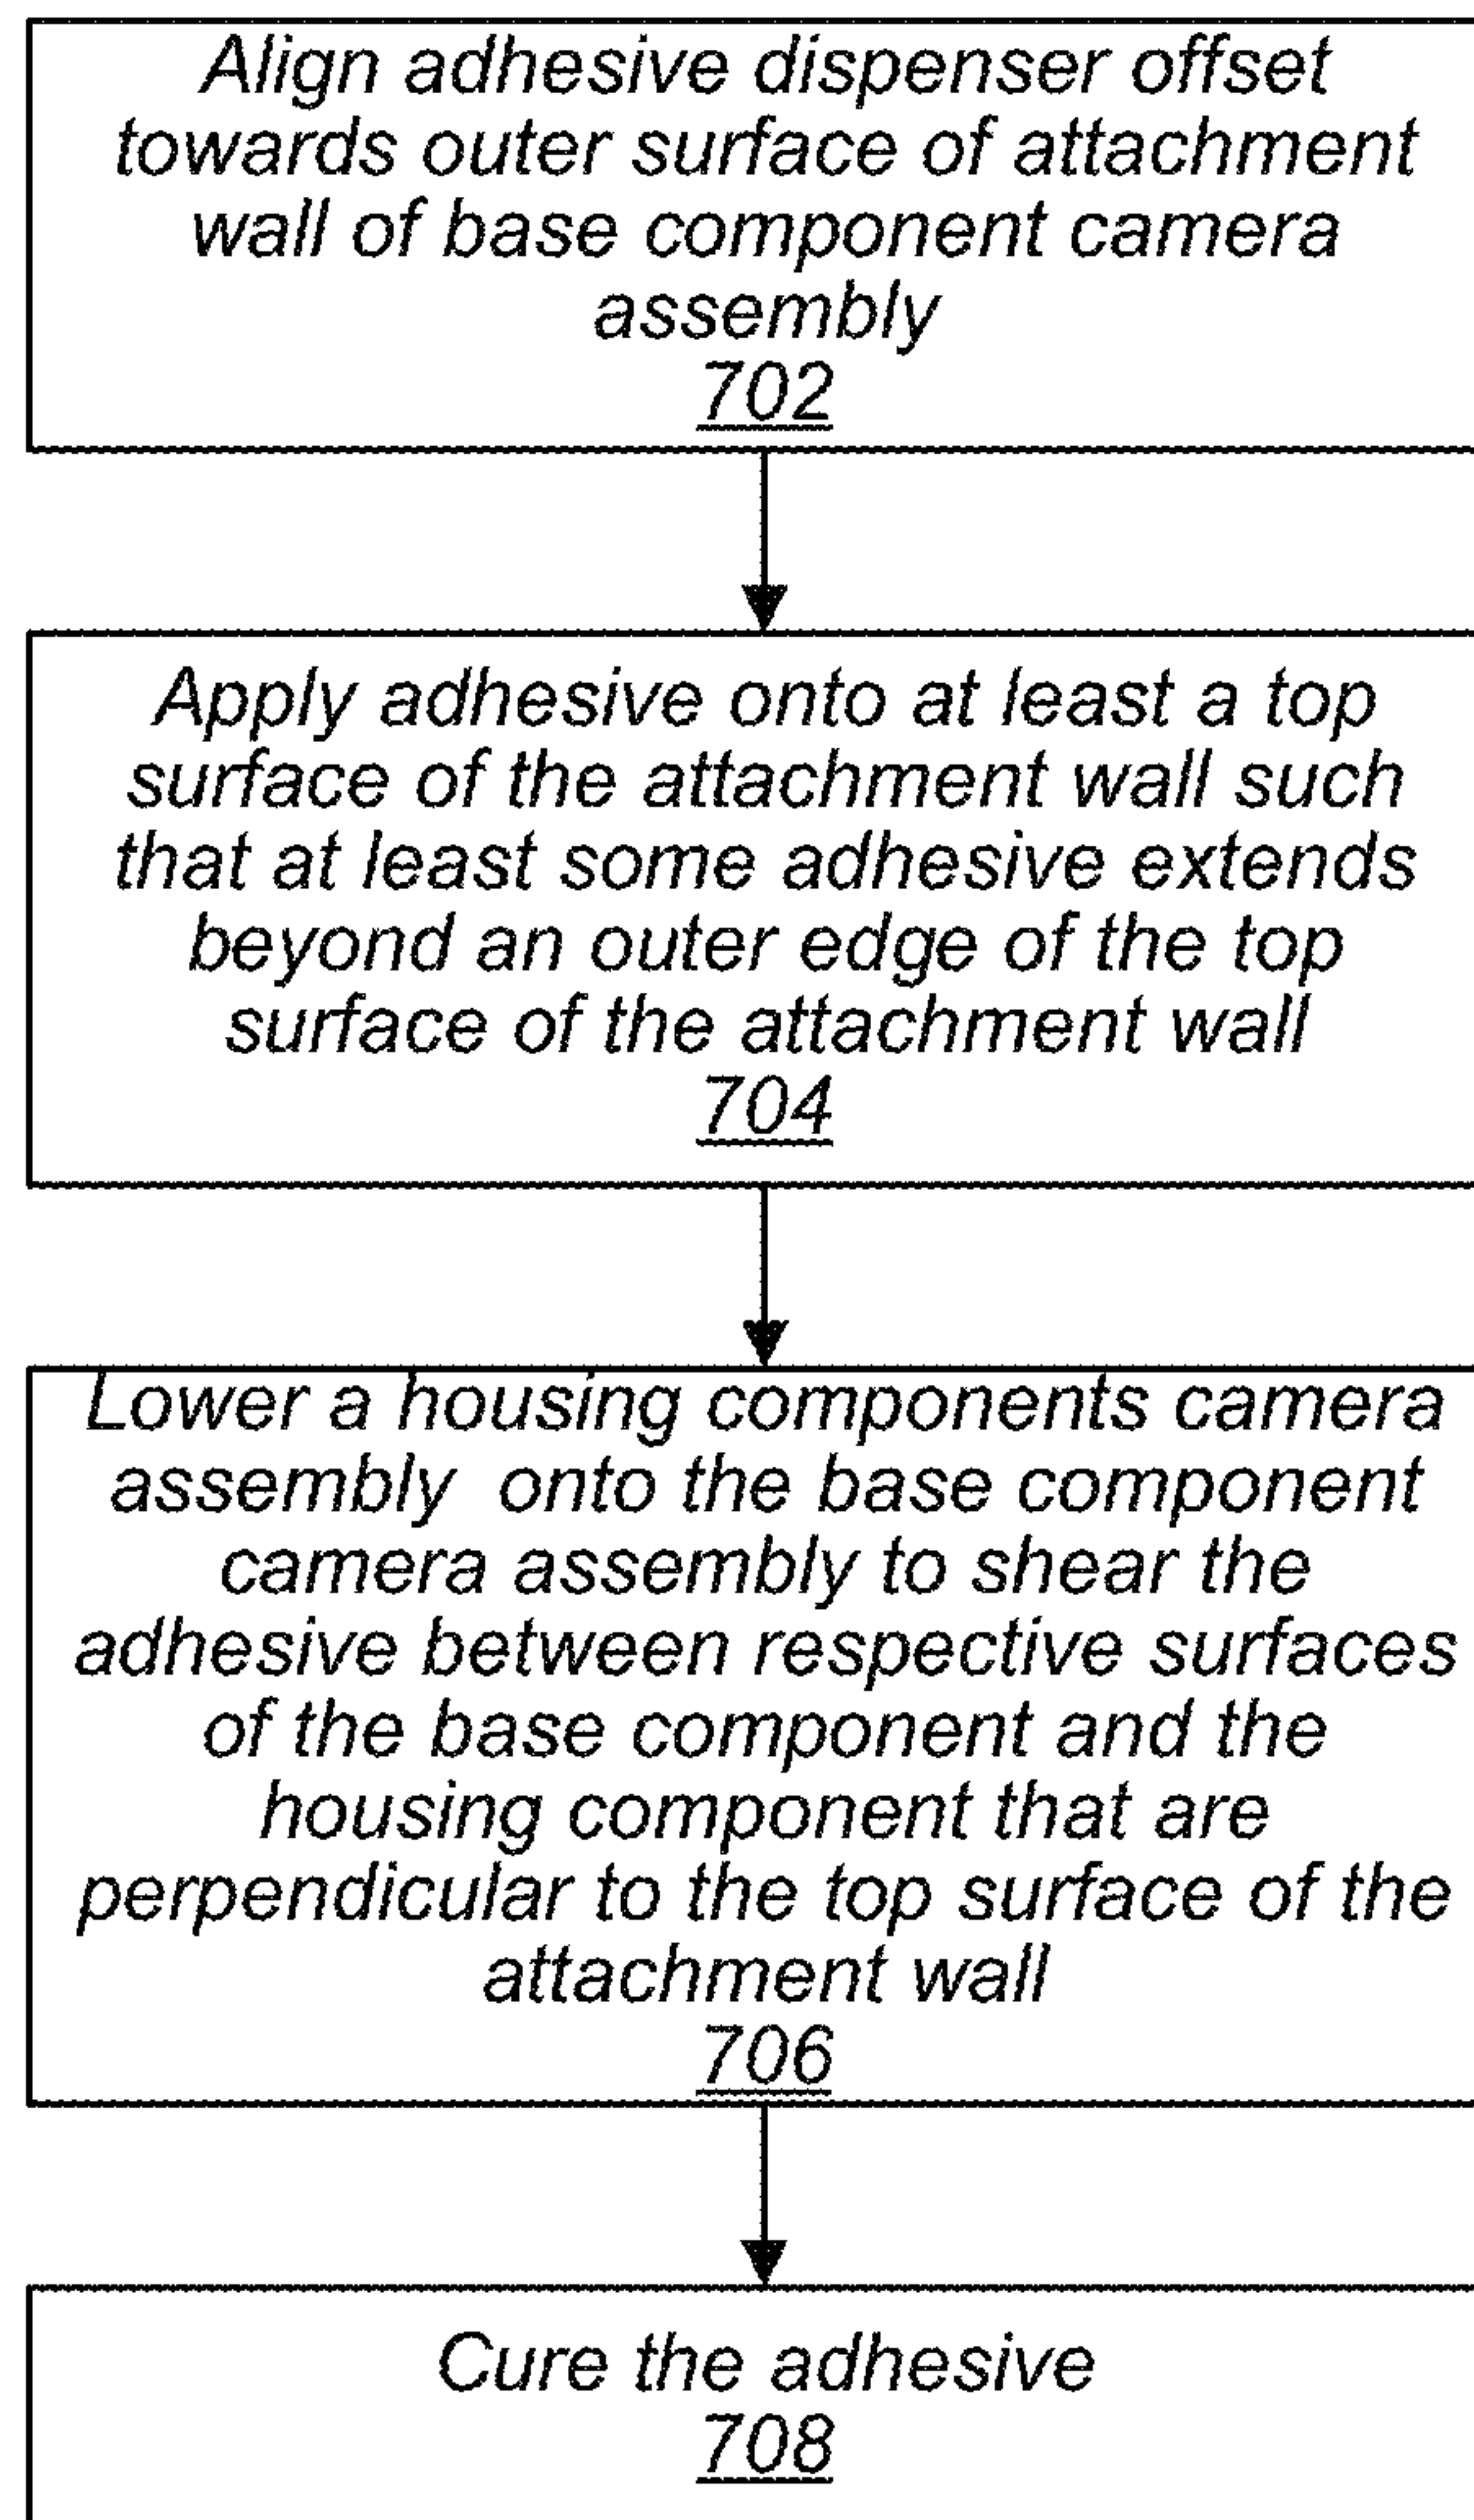 Align adhesive dispenser offset
towards outer surface of attachment
wall of base component camera
assembly
702
Apply adhesive onto at least a top
surface of the attachment wall such
that at least some adhesive extends
beyond an outer edge of the top
surface of the attachment wall
704
Lower a housing components camera
assembly onto the base component
camera assembly to shear the
adhesive between respective surfaces
of the base component and the
housing component that are
perpendicular to the top surface of the
attachment wall
706
Cure the adhesive
708